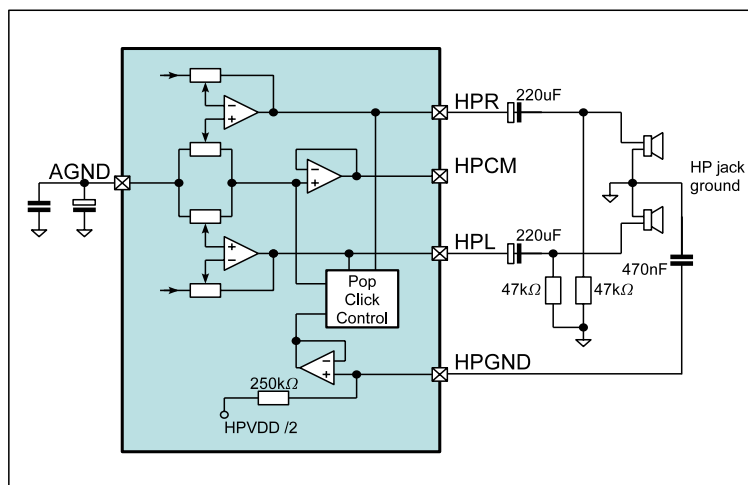 HPR
220uF
AGND
HPCM
HP jack
ground
HPL
220uF
470nF
Pop
Click
Control
47kΩ
47kΩ
HPGND
250kΩ
HPVDD /2